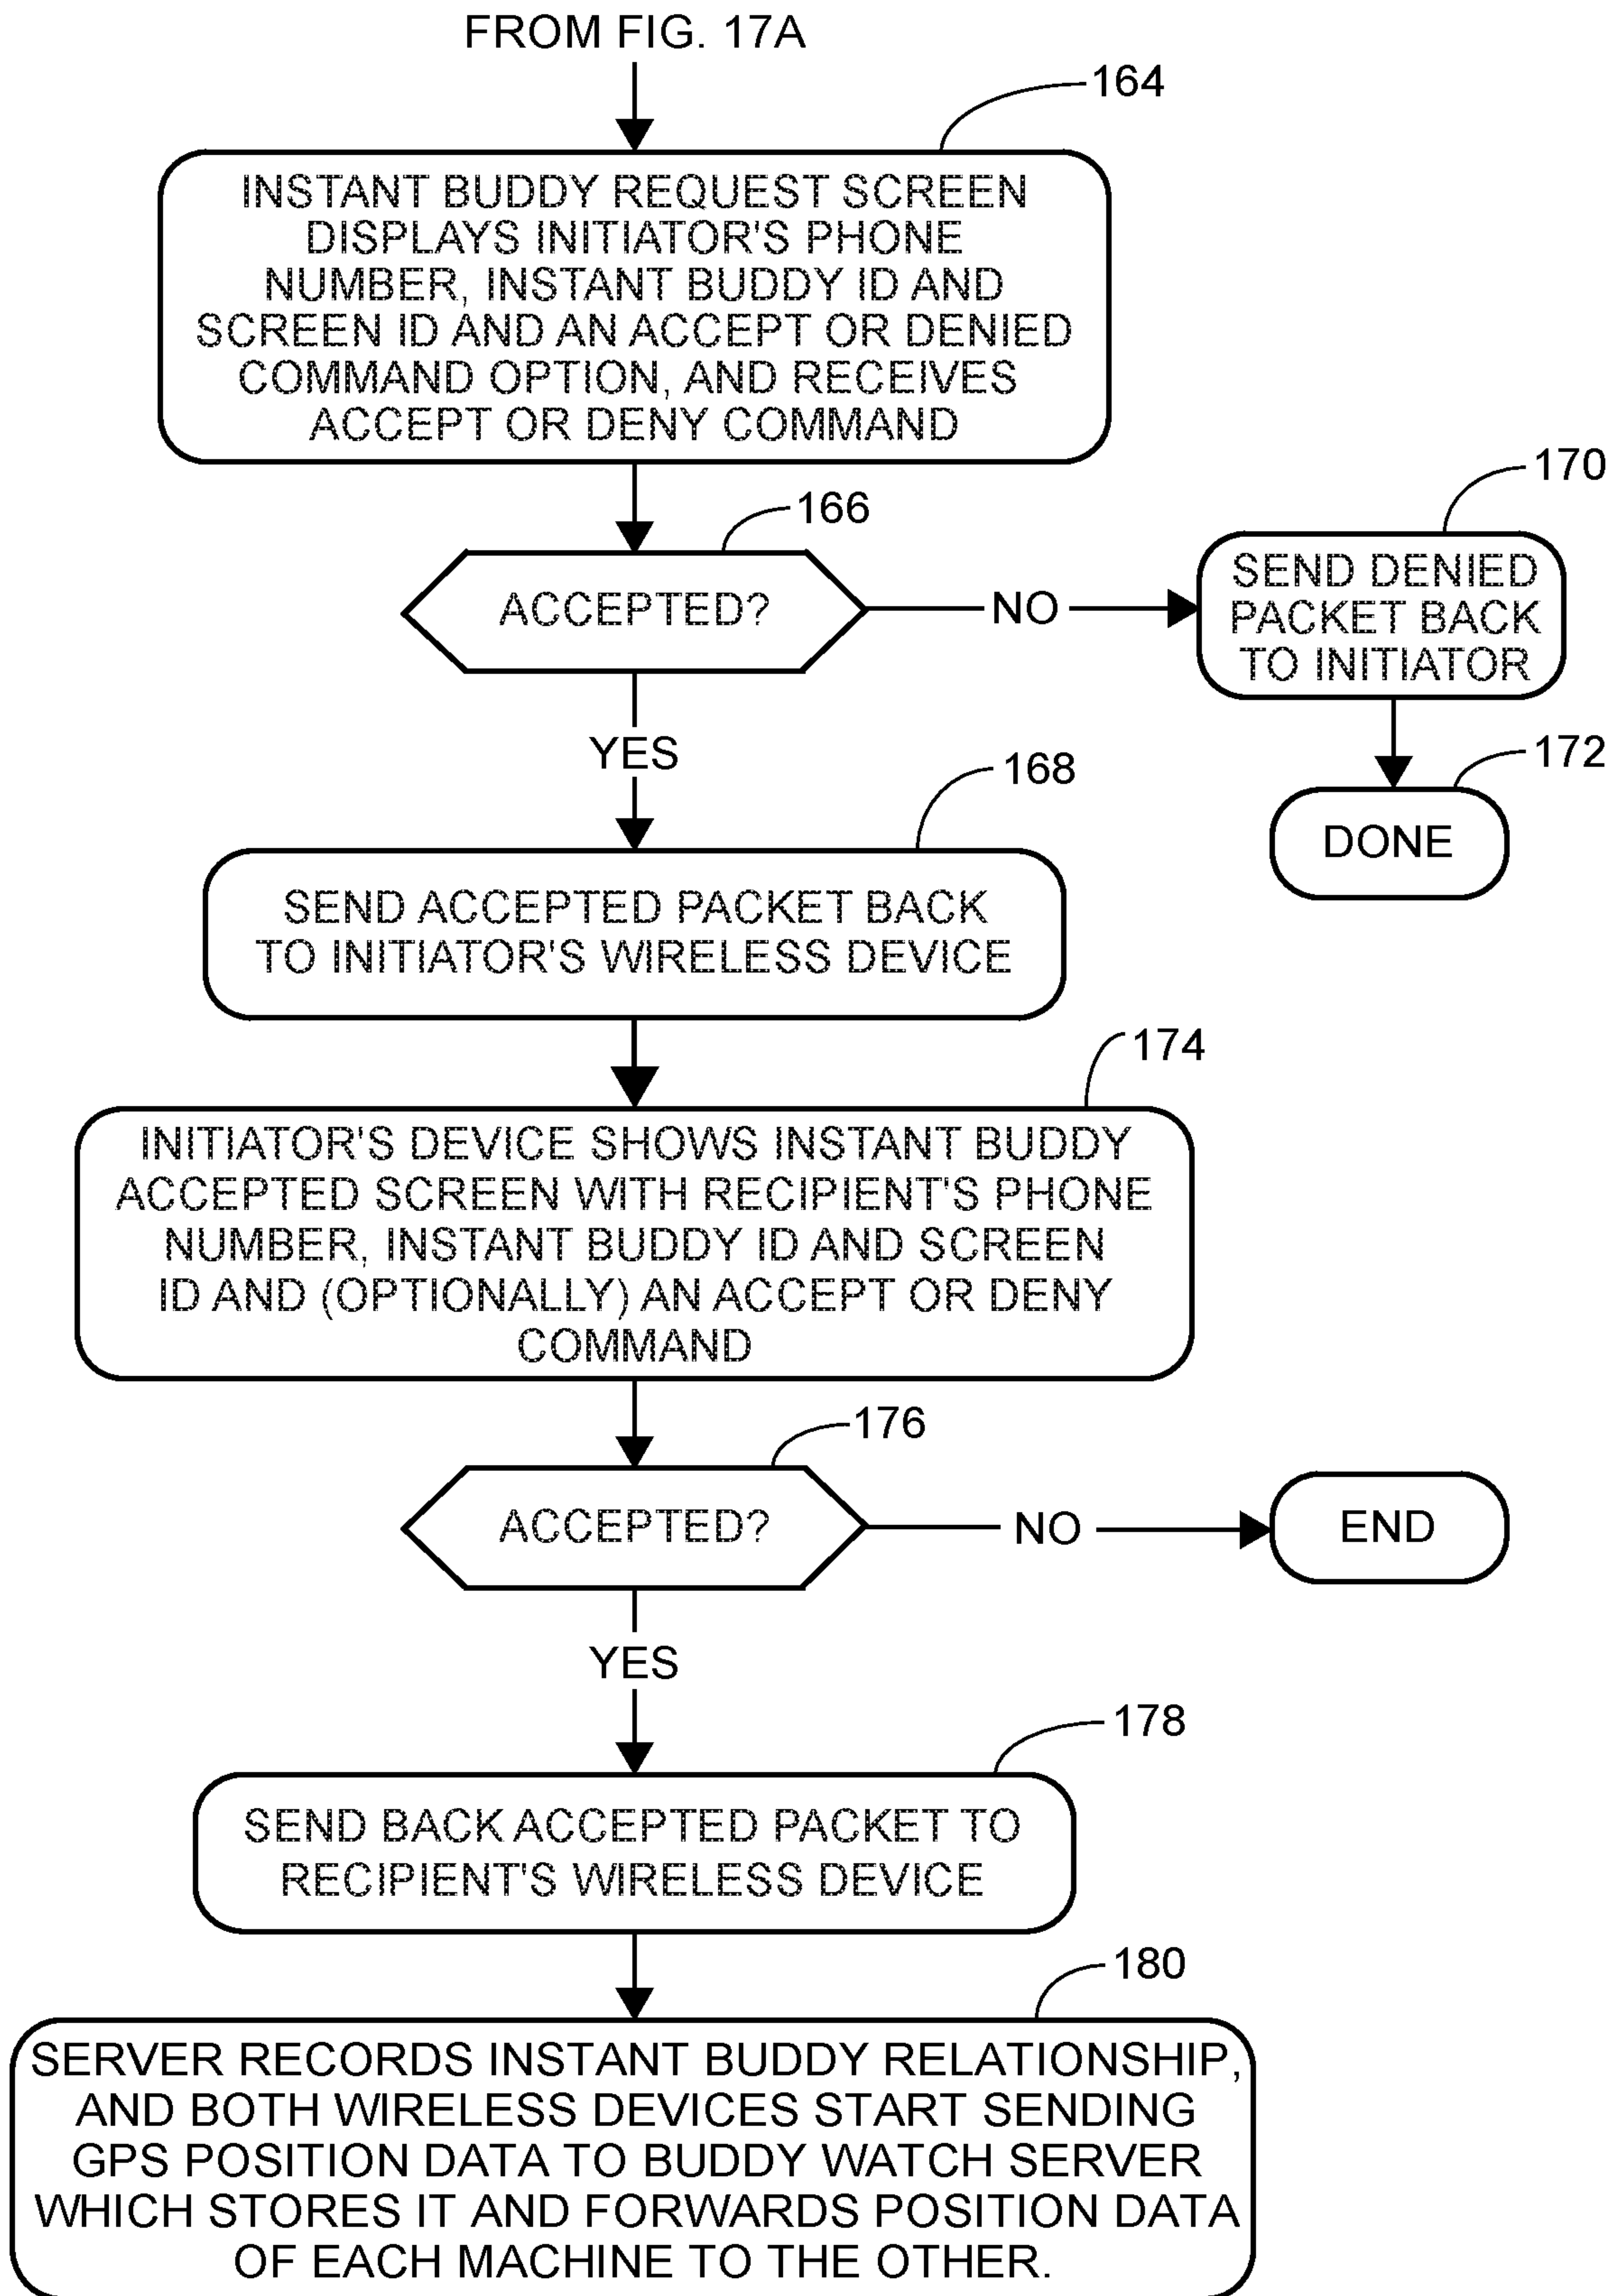 FROM FIG. 17A
164
INSTANT BUDDY REQUEST SCREEN
DISPLAYS INITIATOR'S PHONE
NUMBER, INSTANT BUDDY ID AND
SCREEN ID AND AN ACCEPT OR DENIED
COMMAND OPTION, AND RECEIVES
ACCEPT OR DENY COMMAND
166
ACCEPTED?
NO
170
SEND DENIED
PACKET BACK
TO INITIATOR
172
DONE
YES
168
SEND ACCEPTED PACKET BACK
TO INITIATOR'S WIRELESS DEVICE
174
INITIATOR'S DEVICE SHOWS INSTANT BUDDY
ACCEPTED SCREEN WITH RECIPIENT'S PHONE
NUMBER, INSTANT BUDDY ID AND SCREEN
ID AND (OPTIONALLY) AN ACCEPT OR DENY
COMMAND
176
ACCEPTED?
NO
END
YES
178
SEND BACK ACCEPTED PACKET TO
RECIPIENT'S WIRELESS DEVICE
180
SERVER RECORDS INSTANT BUDDY RELATIONSHIP,
AND BOTH WIRELESS DEVICES START SENDING
GPS POSITION DATA TO BUDDY WATCH SERVER
WHICH STORES IT AND FORWARDS POSITION DATA
OF EACH MACHINE TO THE OTHER.